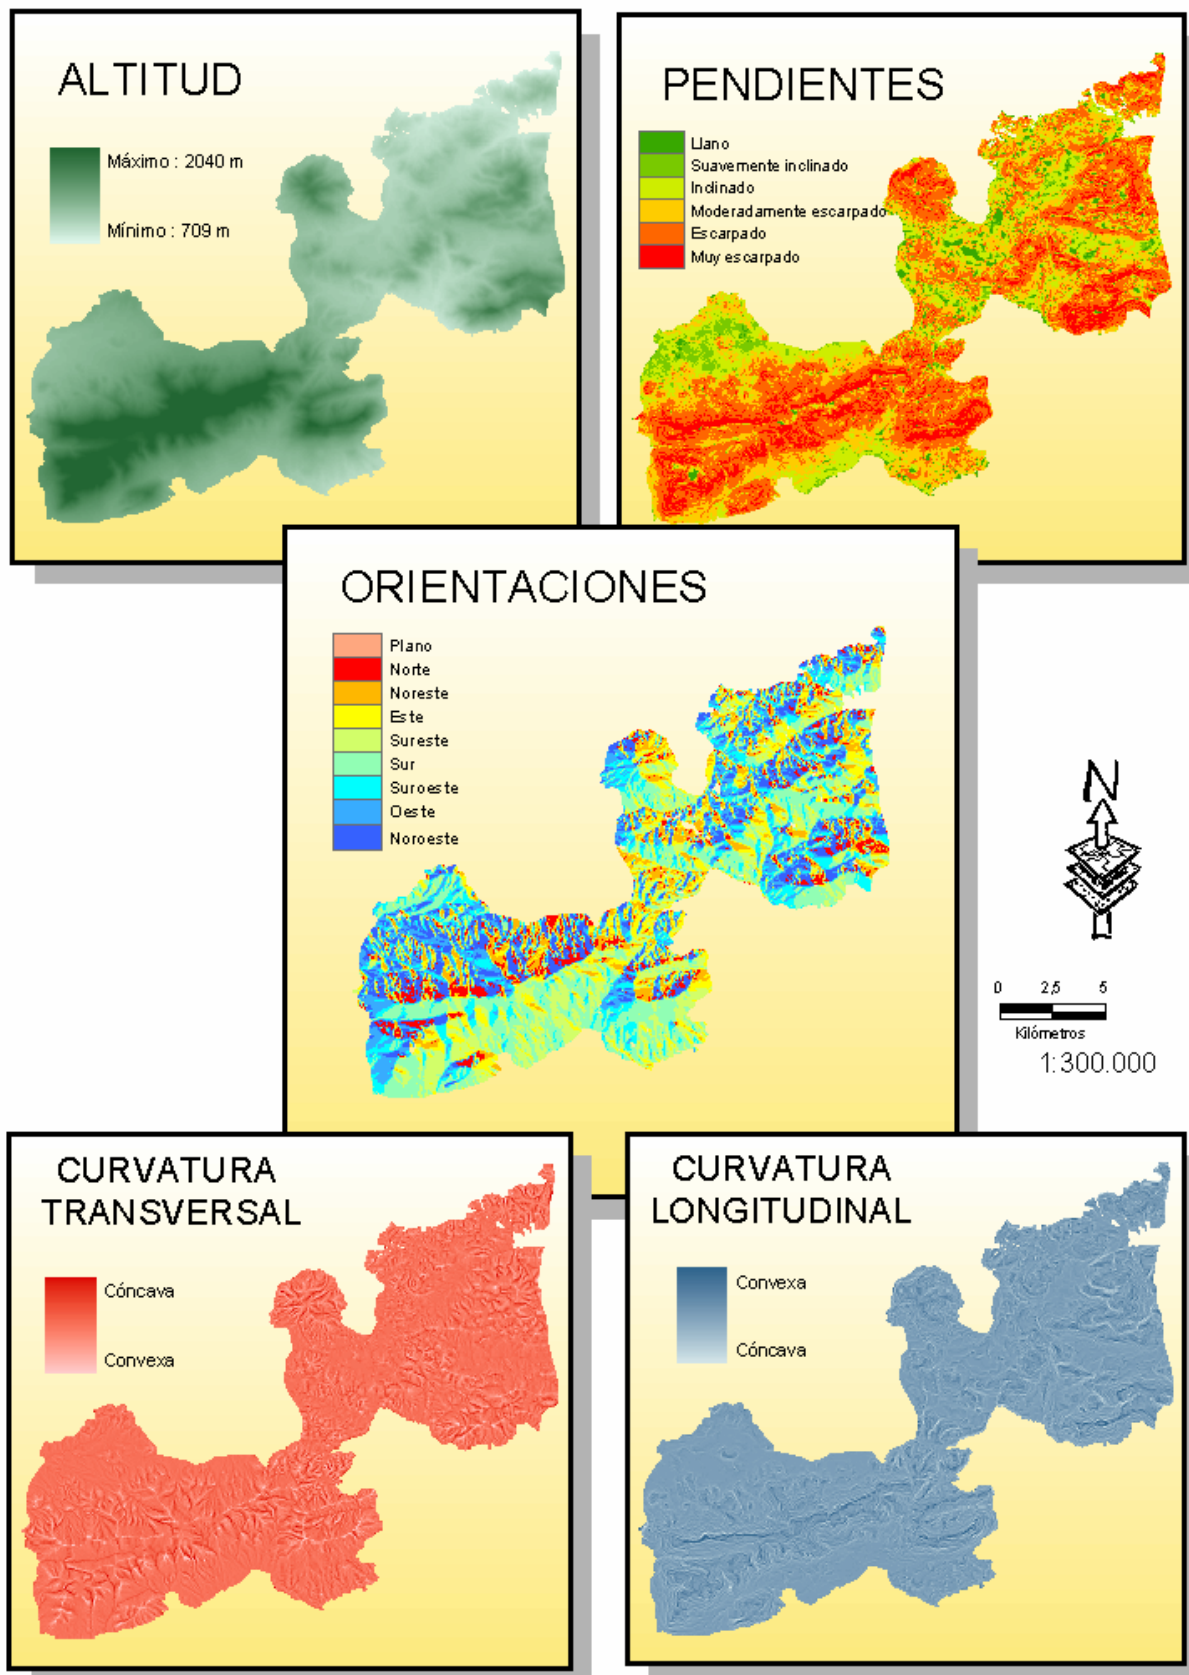 ALTITUD
Máximo : 2040 m
Mínimo : 709 m
PENDIENTES
Llano
Suavemente inclinado
Inclinado
Moderadamente escarpado
Escarpado
Muy escarpado
ORIENTACIONES
Plano
Norte
Noreste
Este
Sureste
Sur
Suroeste
Oeste
Noroeste
N
0 2,5 5
Kilómetros
1:300.000
CURVATURA
TRANSVERSAL
Cóncava
Convexa
CURVATURA
LONGITUDINAL
Convexa
Cóncava